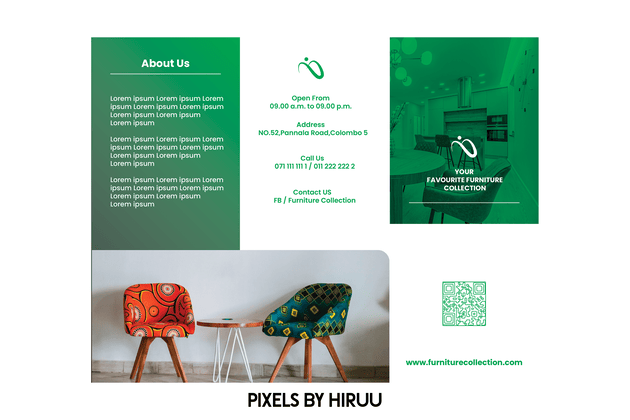 About Us
Lorem ipsum Lorem ipsum Lorem
ipsum Lorem ipsum Lorem ipsum
Lorem ipsum Lorem ipsum
Lorem ipsum
Lorem ipsum Lorem ipsum Lorem
ipsum Lorem ipsum Lorem ipsum
Lorem ipsum Lorem ipsum
Lorem ipsum
Lorem ipsum Lorem ipsum Lorem
ipsum Lorem ipsum Lorem ipsum
Lorem ipsum Lorem ipsum
Lorem ipsum
Open From
09.00 a.m. to 09.00 p.m.
Address
NO.52,Pannala Road,Colombo 5
Call Us
071 111 111 1 / 011 222 222 2
Contact US
FB / Furniture Collection
YOUR
FAVOURITE FURNITURE
COLLECTION
www.furniturecollection.com
PIXELS BY HIRUU